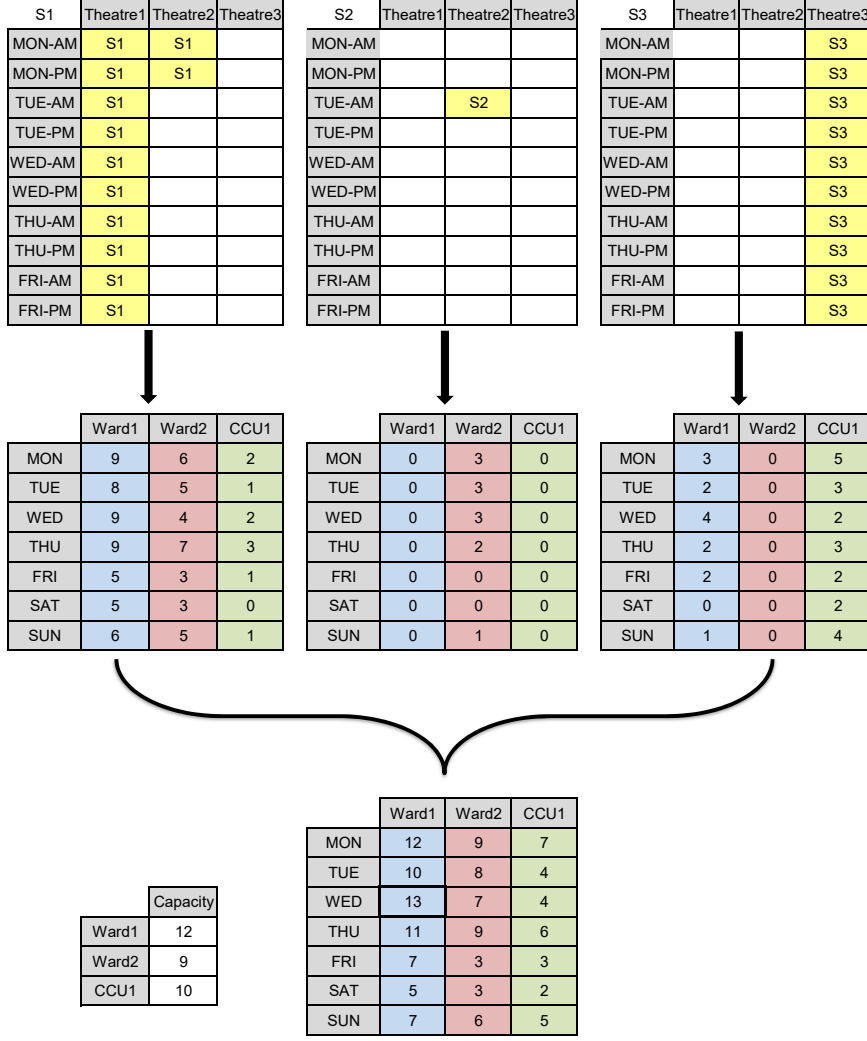 S1 Theatre1 Theatre2 Theatre3 S2 Theatre1 Theatre2 Theatre3 S3 Theatre1 Theatre2 Theatre3
MON-AM S1 S1 MON-AM MON-AM S3
MON-PM S1 S1 MON-PM MON-PM S3
TUE-AM S1 TUE-AM S2 TUE-AM S3
TUE-PM S1 TUE-PM TUE-PM S3
WED-AM S1 WED-AM WED-AM S3
WED-PM S1 WED-PM WED-PM S3
THU-AM S1 THU-AM THU-AM S3
THU-PM S1 THU-PM THU-PM S3
FRI-AM S1 FRI-AM FRI-AM S3
FRI-PM S1 FRI-PM FRI-PM S3
Ward1 Ward2 CCU1 Ward1 Ward2 CCU1 Ward1 Ward2 CCU1
MON 9 6 2 MON 0 3 0 MON 3 0 5
TUE 8 5 1 TUE 0 3 0 TUE 2 0 3
WED 9 4 2 WED 0 3 0 WED 4 0 2
THU 9 7 3 THU 0 2 0 THU 2 0 3
FRI 5 3 1 FRI 0 0 0 FRI 2 0 2
SAT 5 3 0 SAT 0 0 0 SAT 0 0 2
SUN 6 5 1 SUN 0 1 0 SUN 1 0 4
Ward1 Ward2 CCU1
MON 12 9 7
TUE 10 8 4
Capacity WED 13 7 4
Ward1 12 THU 11 9 6
Ward2 9 FRI 7 3 3
CCU1 10 SAT 5 3 2
SUN 7 6 5